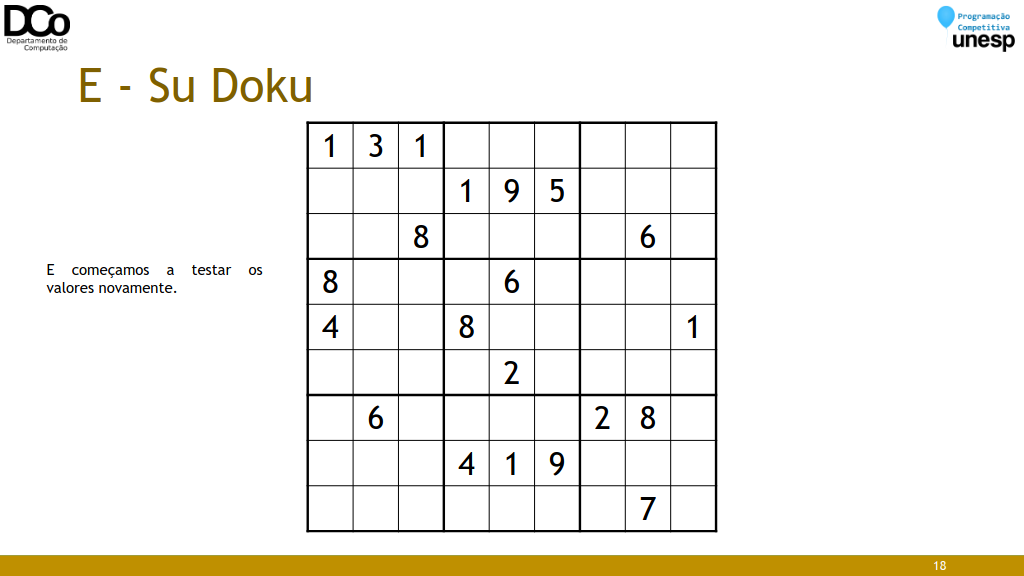 DCo
Departamento de
Computação
Programação
Competitiva
unesp
E - Su Doku
1 3 1
1 9 5
8 6
8 6
4 8 1
2
6 2 8
4 1 9
7
E começamos a testar os
valores novamente.
18